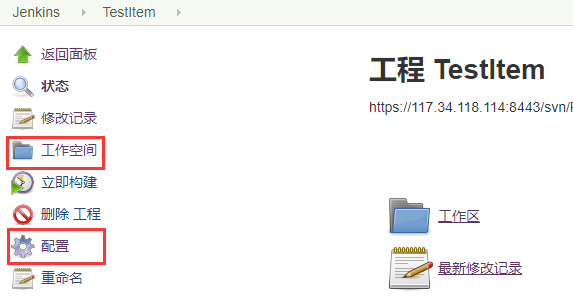 Jenkins TestItem
返回面板
状态
修改记录
工作空间
立即构建
删除 工程
配置
重命名
工程 TestItem
https://117.34.118.114:8443/svn/
工作区
最新修改记录